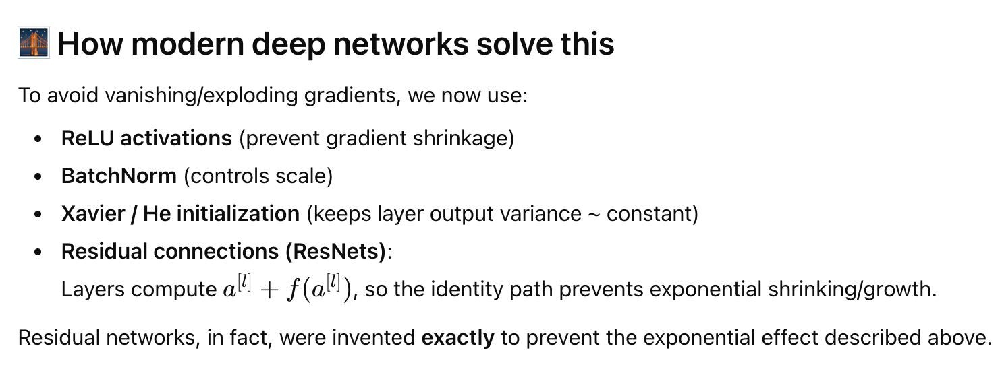 How modern deep networks solve this
To avoid vanishing/exploding gradients, we now use:
• ReLU activations (prevent gradient shrinkage)
• BatchNorm (controls scale)
• Xavier / He initialization (keeps layer output variance ~ constant)
• Residual connections (ResNets):
Layers compute $a^{[l]} + f(a^{[l]})$, so the identity path prevents exponential shrinking/growth.
Residual networks, in fact, were invented exactly to prevent the exponential effect described above.